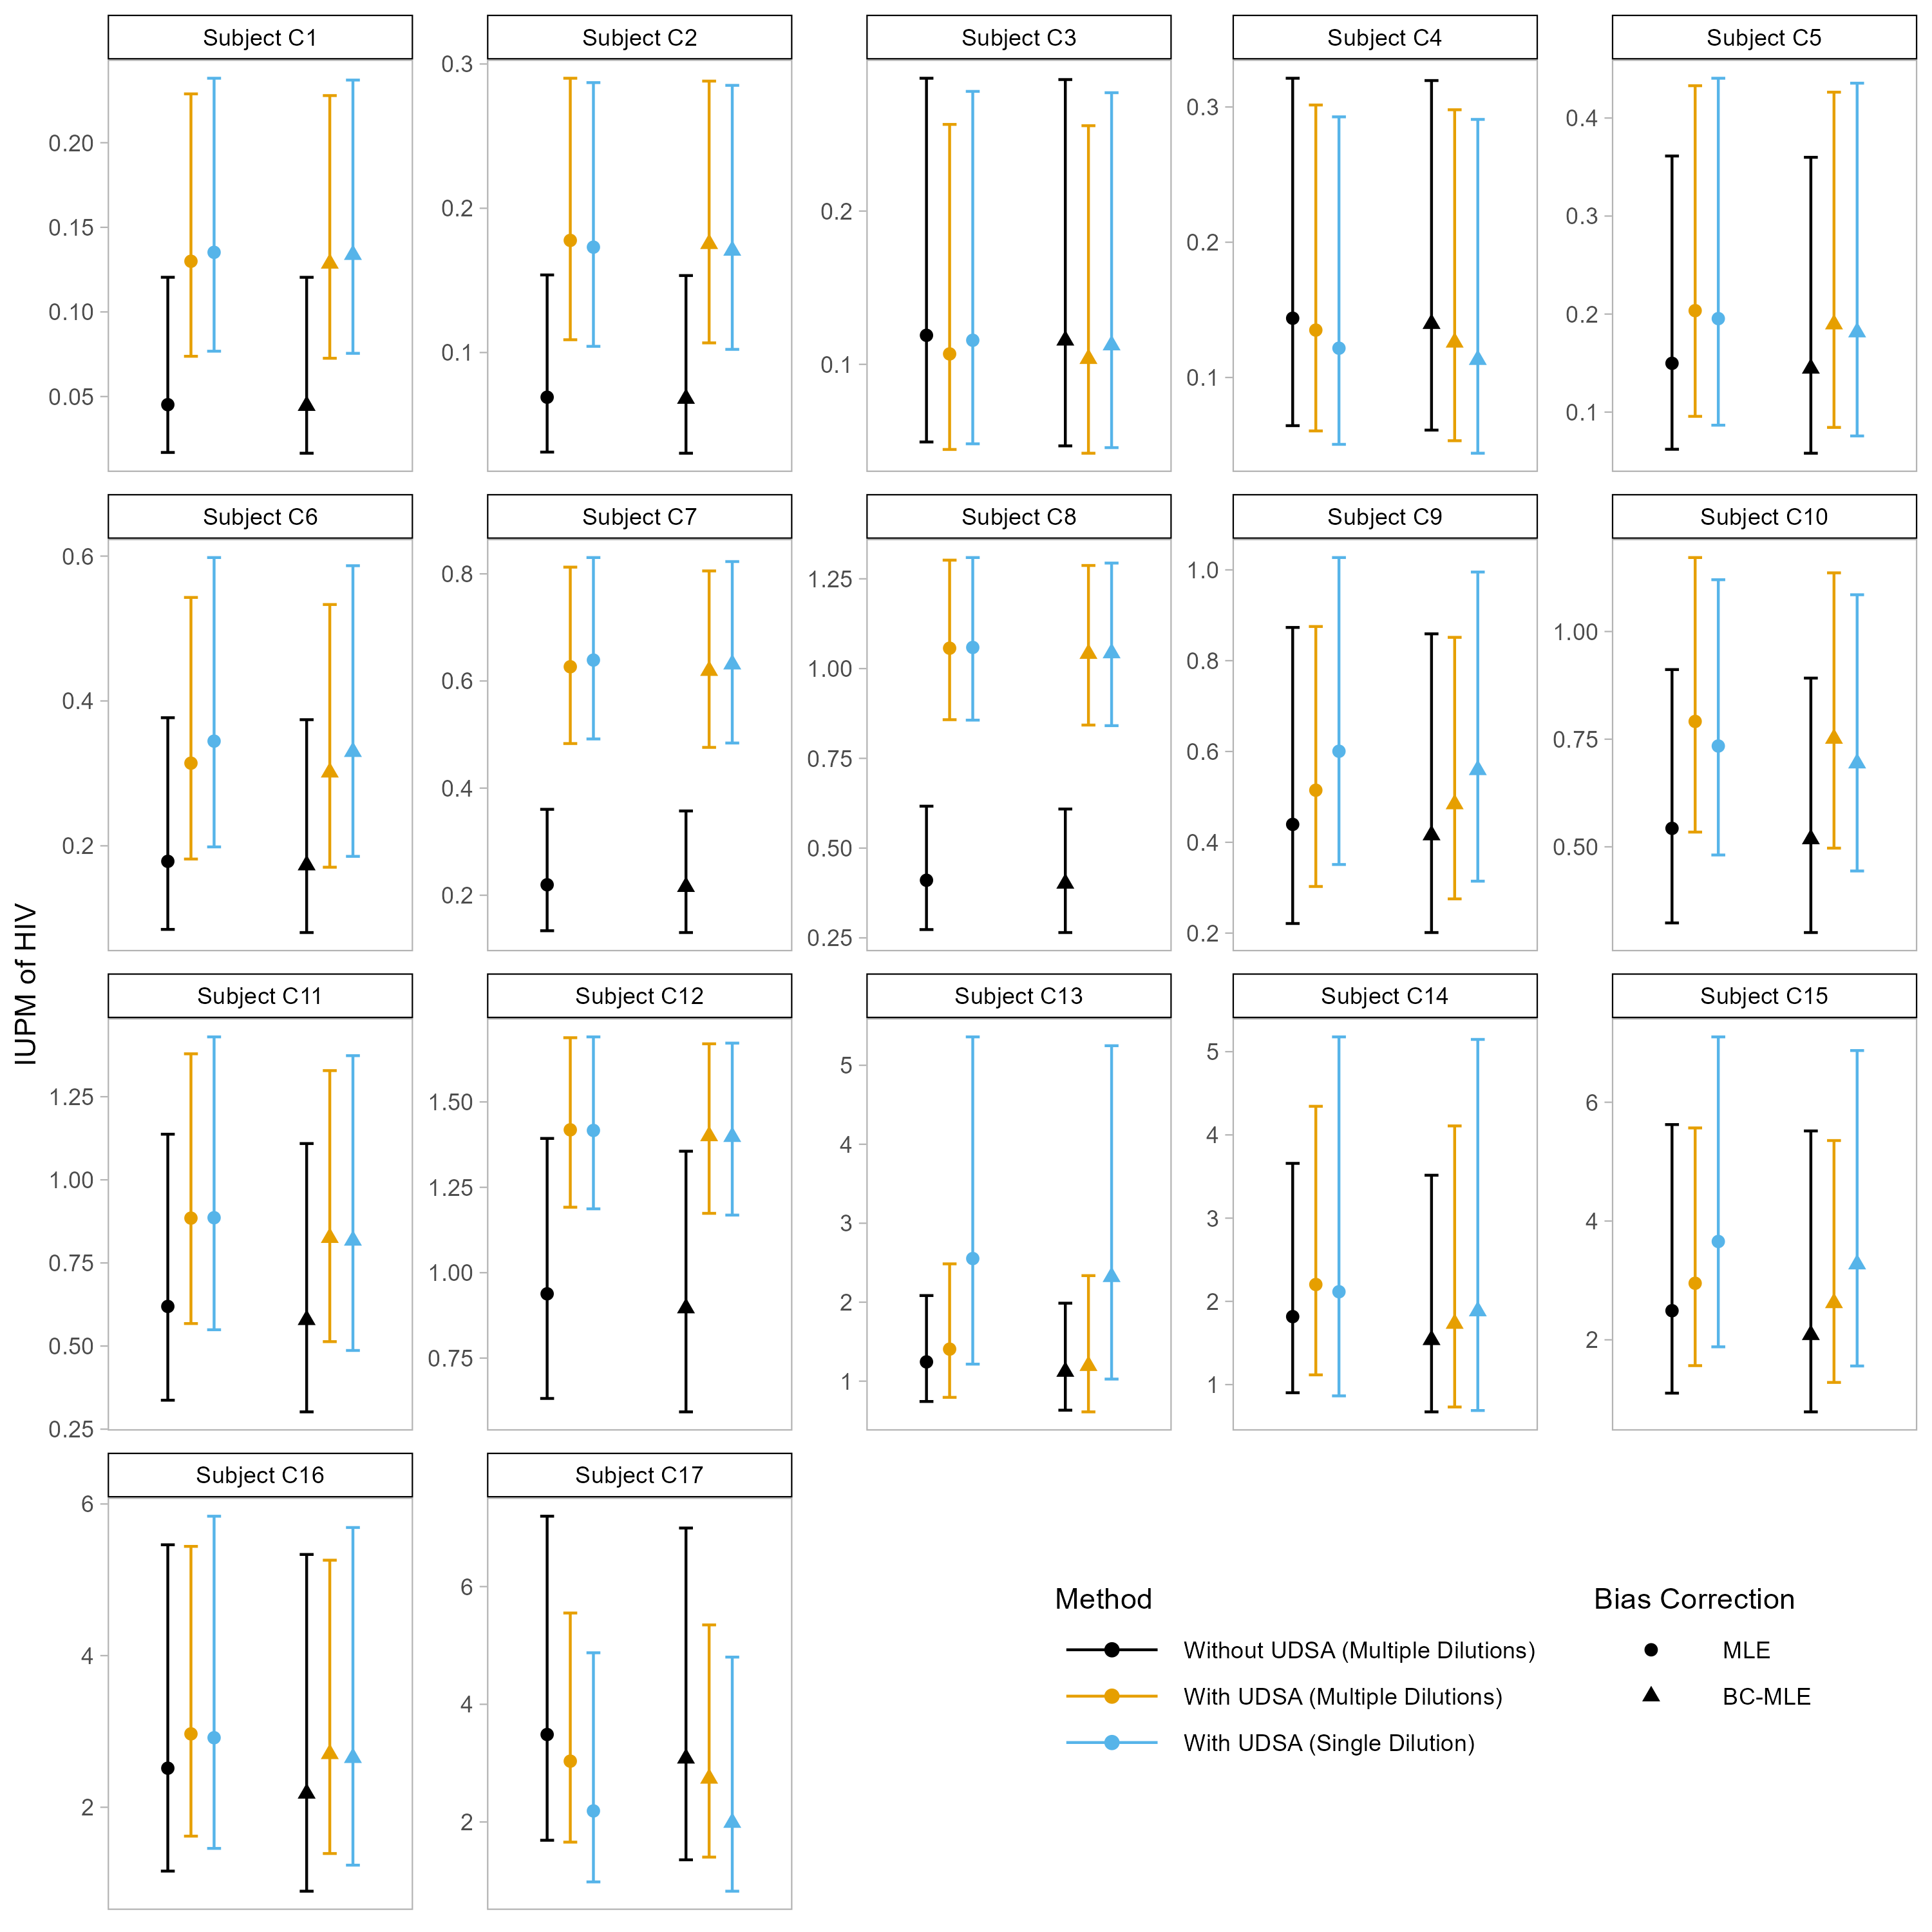 Subject C1
Subject C2
Subject C3
Subject C4
Subject C5
0.20
0.15
0.10
0.05
0.3
0.2
0.1
0.2
0.1
0.3
0.2
0.1
0.4
0.3
0.2
0.1
Subject C6
Subject C7
Subject C8
Subject C9
Subject C10
0.6
0.4
0.2
0.8
0.6
0.4
0.2
1.25
1.00
0.75
0.50
0.25
1.0
0.8
0.6
0.4
0.2
1.00
0.75
0.50
IUPM of HIV
Subject C11
Subject C12
Subject C13
Subject C14
Subject C15
1.25
1.00
0.75
0.50
0.25
1.50
1.25
1.00
0.75
5
4
3
2
1
5
4
3
2
1
6
4
2
Subject C16
Subject C17
6
4
2
6
4
2
Method
Without UDSA (Multiple Dilutions)
With UDSA (Multiple Dilutions)
With UDSA (Single Dilution)
Bias Correction
MLE
BC-MLE